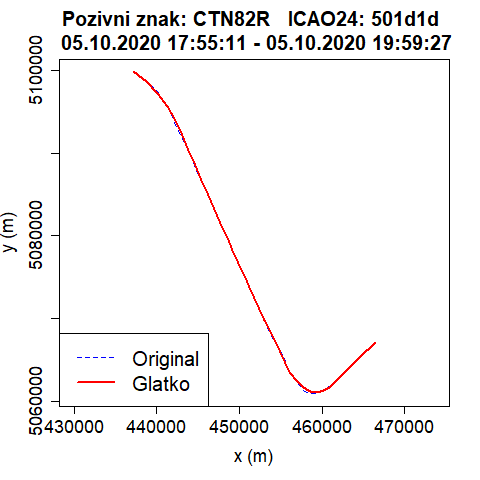 Pozivni znak: CTN82R   ICAO24: 501d1d
05.10.2020 17:55:11 - 05.10.2020 19:59:27
5100000
5080000
5060000
y (m)
Original
Glatko
430000 440000 450000 460000 470000
x (m)